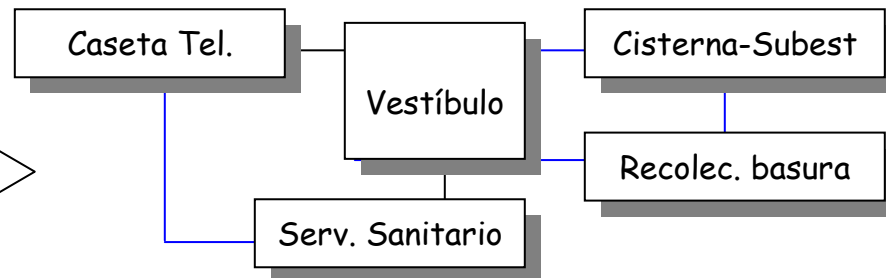 Caseta Tel.
Vestíbulo
Cisterna-Subest
Recolec. basura
Serv. Sanitario